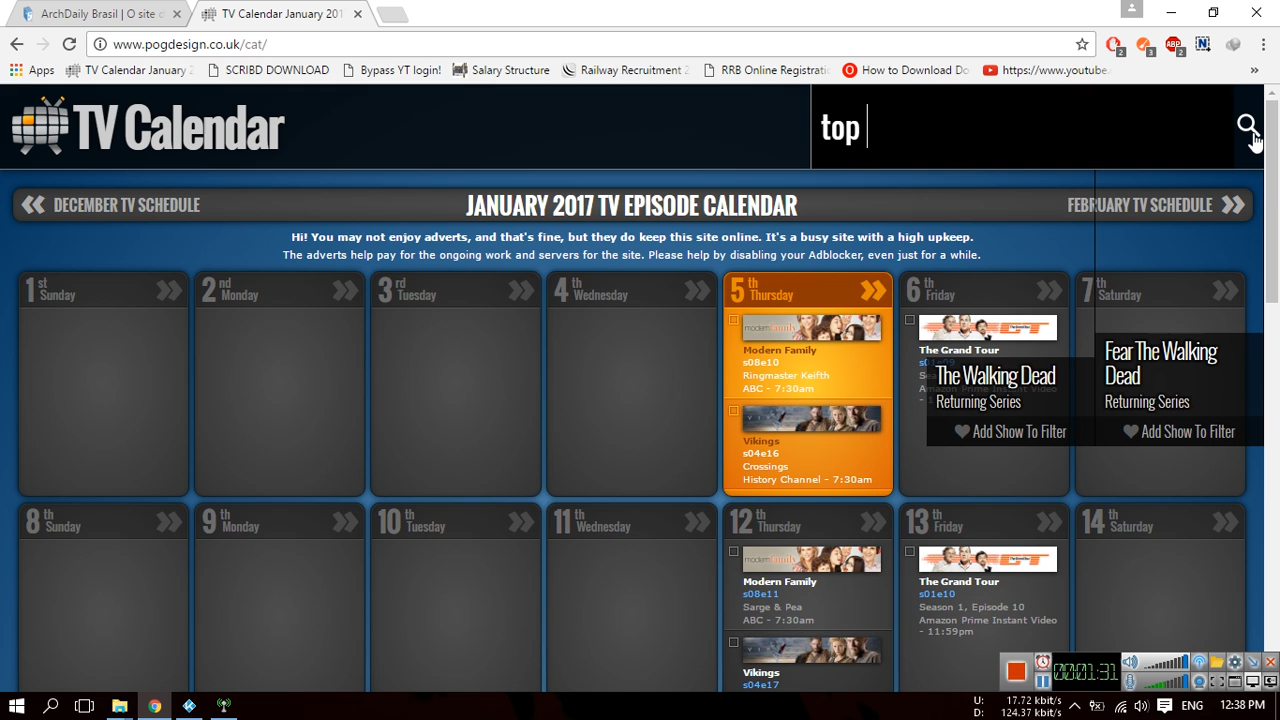 ArchDaily Brasil | O site d
TV Calendar January 201
www.pogdesign.co.uk/cat/
2
3
2
Apps
TV Calendar January 2
SCRIBD DOWNLOAD
Bypass YT login!
Salary Structure
Railway Recruitment
RRB Online Registratio
How to Download Do
https://www.youtube.
TV Calendar
top
DECEMBER TV SCHEDULE
JANUARY 2017 TV EPISODE CALENDAR
FEBRUARY TV SCHEDULE
Hi! You may not enjoy adverts, and that's fine, but they do keep this site online. It's a busy site with a high upkeep.
The adverts help pay for the ongoing work and servers for the site. Please help by disabling your Adblocker, even just for a while.
1st Sunday
2nd Monday
3rd Tuesday
4th Wednesday
5th Thursday
6th Friday
7th Saturday
modern family
Modern Family
s08e10
Ringmaster Keifth
ABC - 7:30am
Vikings
s04e16
Crossings
History Channel - 7:30am
The Grand Tour
The Walking Dead
Returning Series
Add Show To Filter
Fear The Walking
Dead
Returning Series
Add Show To Filter
8th Sunday
9th Monday
10th Tuesday
11th Wednesday
12th Thursday
13th Friday
14th Saturday
modern family
Modern Family
s08e11
Sarge & Pea
ABC - 7:30am
Vikings
s04e17
The Grand Tour
s01e10
Season 1, Episode 10
Amazon Prime Instant Video
- 11:59pm
00:01:31
U: 17.72 kbit/s
D: 124.37 kbit/s
ENG
12:38 PM